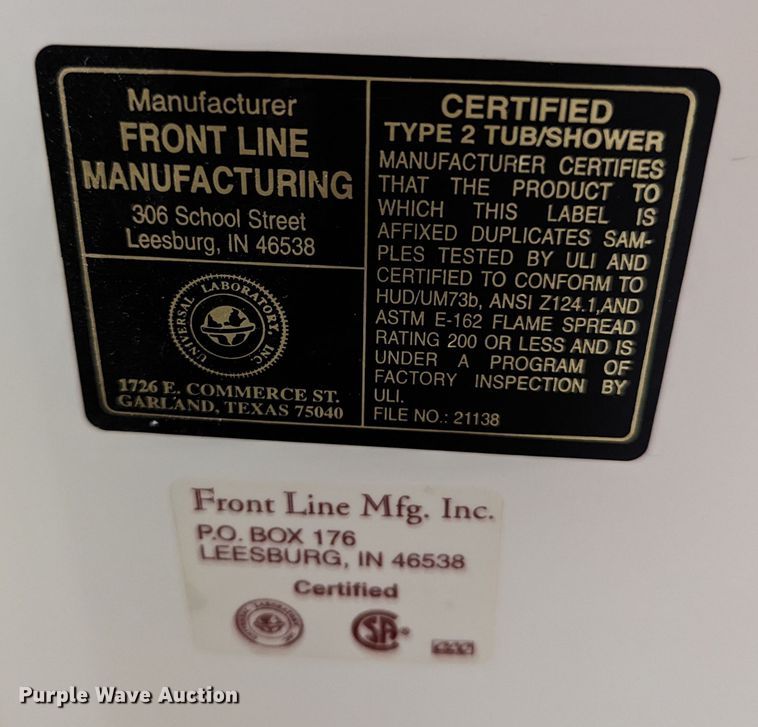 Manufacturer
FRONT LINE
MANUFACTURING
306 School Street
Leesburg, IN 46538
UNIVERSAL LABORATORY, INC
1726 E. COMMERCE ST.
GARLAND, TEXAS 75040
CERTIFIED
TYPE 2 TUB/SHOWER
MANUFACTURER CERTIFIES
THAT THE PRODUCT TO
WHICH THIS LABEL IS
AFFIXED DUPLICATES SAM-
PLES TESTED BY ULI AND
CERTIFIED TO CONFORM TO
HUD/UM73b, ANSI Z124.1,AND
ASTM E-162 FLAME SPREAD
RATING 200 OR LESS AND IS
UNDER A PROGRAM OF
FACTORY INSPECTION BY
ULI.
FILE NO.: 21138
Front Line Mfg. Inc.
P.O. BOX 176
LEESBURG, IN 46538
Certified
Purple Wave Auction